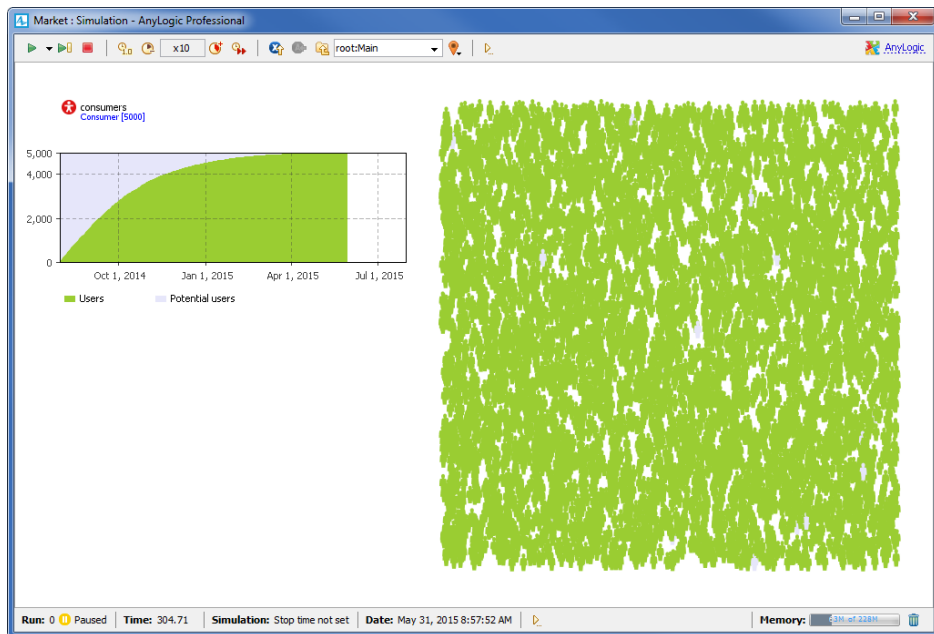 Market : Simulation - AnyLogic Professional
x10 root:Main AnyLogic
consumers
Consumer [5000]
5,000
4,000
2,000
0
Oct 1, 2014 Jan 1, 2015 Apr 1, 2015 Jul 1, 2015
Users Potential users
Run: 0 Paused Time: 304.71 Simulation: Stop time not set Date: May 31, 2015 8:57:52 AM Memory: of 228M